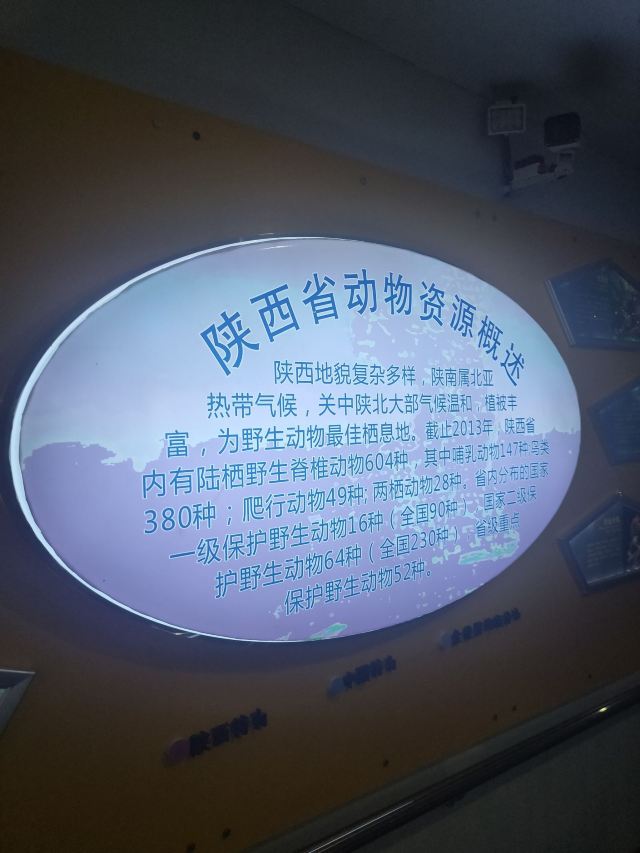 陕西省动物资源概述
陕西地貌复杂多样，陕南属北亚
热带气候，关中陕北大部气候温和，植被丰
富，为野生动物最佳栖息地。截止2013年，陕西省
内有陆栖野生脊椎动物604种，其中哺乳动物147种鸟类
380种；爬行动物49种;两栖动物28种。省内分布的国家
一级保护野生动物16种（全国90种），国家二级保
护野生动物64种（全国230种），省级重点
保护野生动物52种。